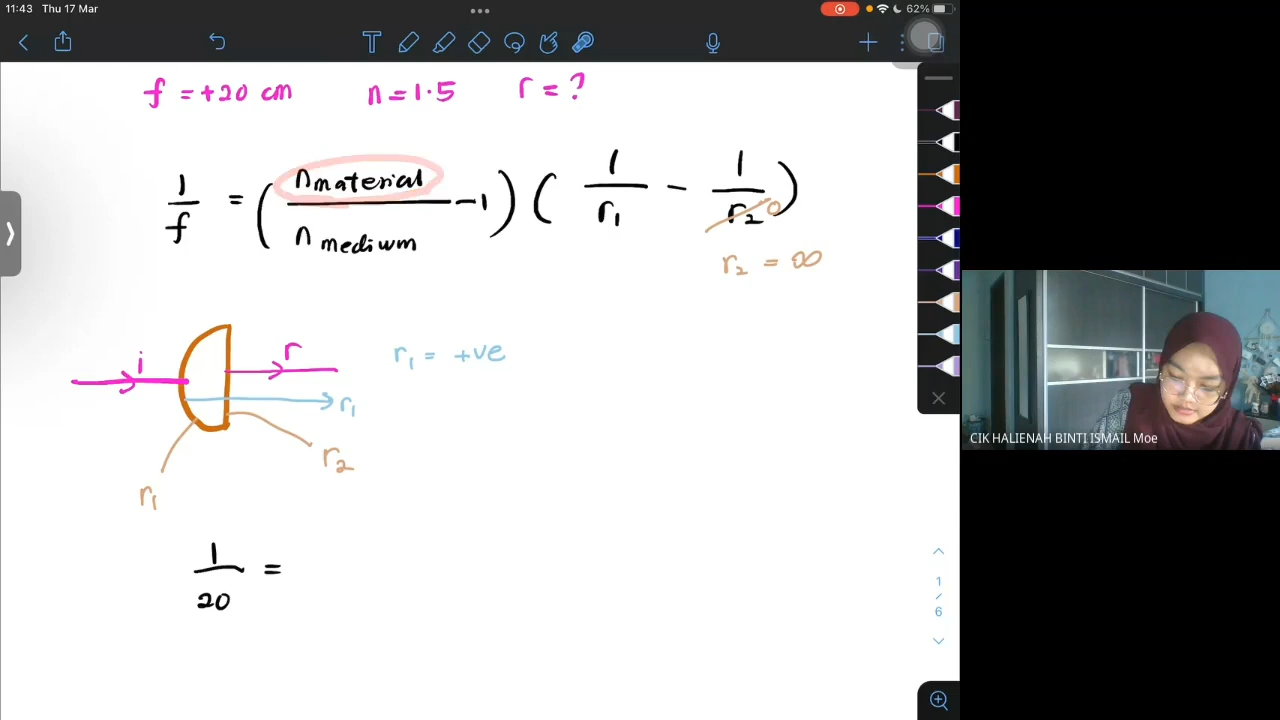 11:43 Thu 17 Mar
62%
T
f = +20 cm n = 1.5 r = ?
1/f = (n material / n medium - 1) (1/r₁ - 1/r₂) 0
r₂ = ∞
i r r₁ = +ve
r₁
r₂
r₁
1/20 =
CIK HALIENAH BINTI ISMAIL Moe
1
/
6